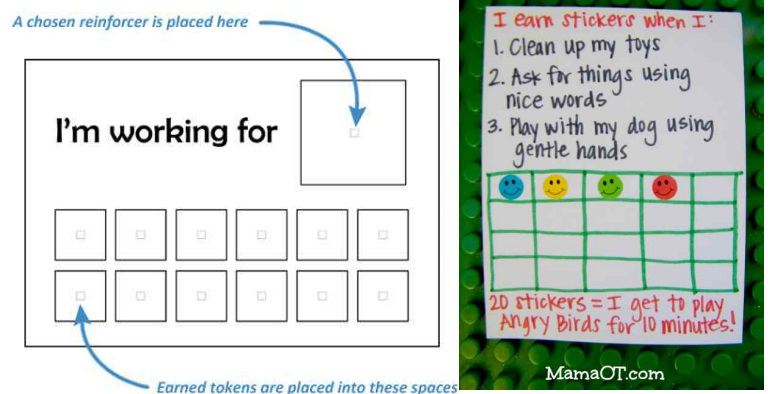 A chosen reinforcer is placed here
I'm working for
Earned tokens are placed into these spaces
I earn stickers when I:
1. Clean up my toys
2. Ask for things using
nice words
3. Play with my dog using
gentle hands
20 stickers = I get to play
Angry Birds for 10 minutes!
MamaOT.com